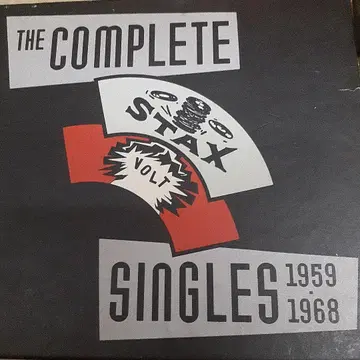 THE COMPLETE
STAX
VOLT
SINGLES 1959
· 1968